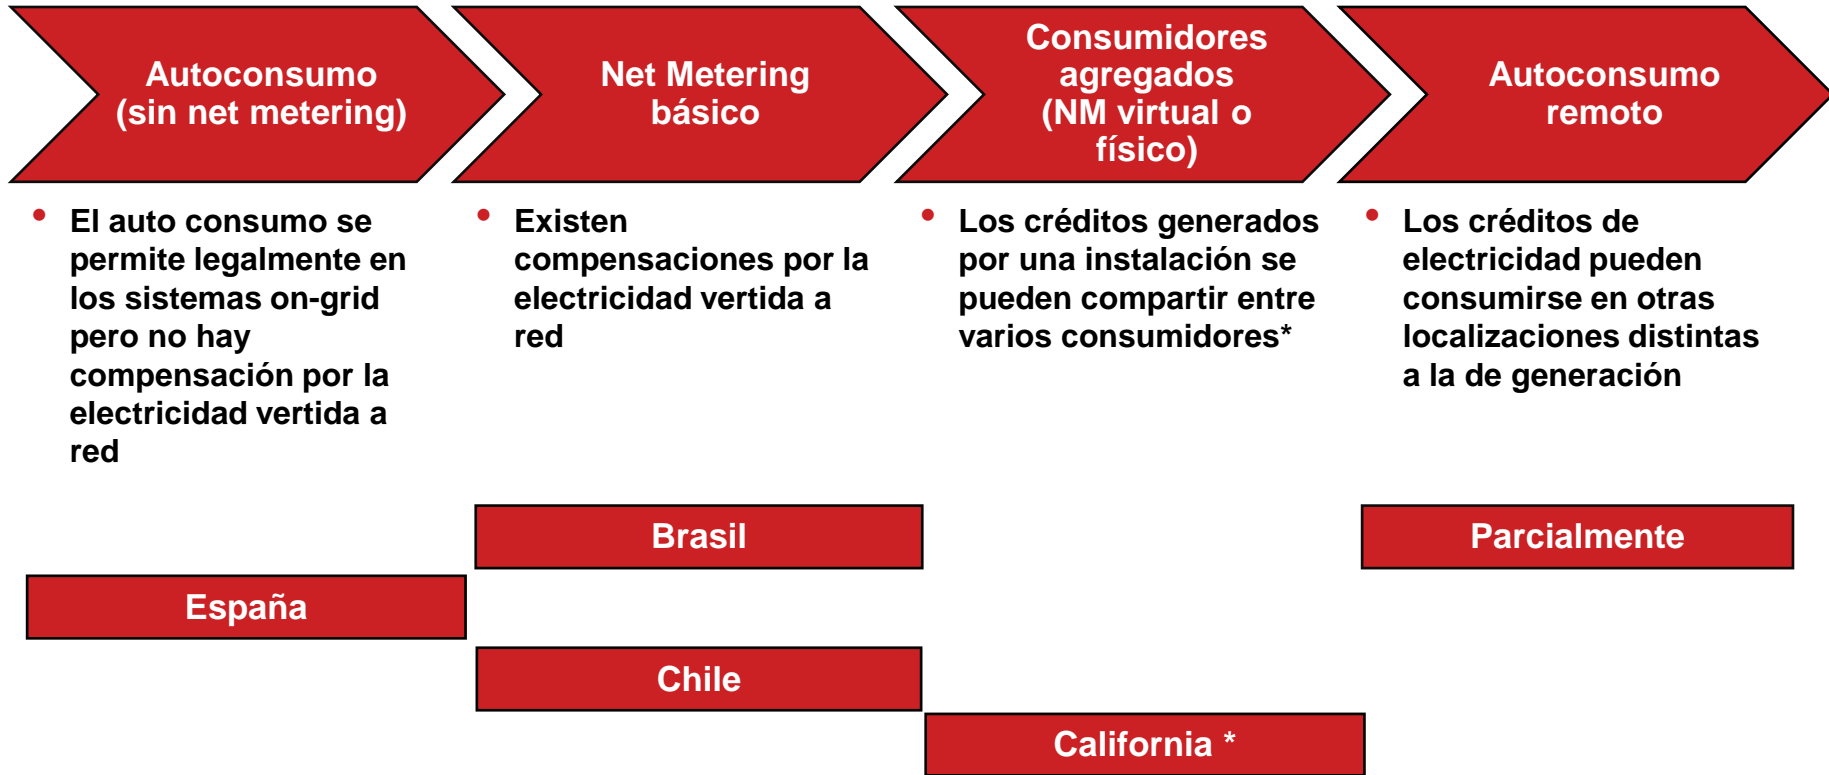 Autoconsumo
(sin net metering)
Net Metering
básico
Consumidores
agregados
(NM virtual o
físico)
Autoconsumo
remoto
• El auto consumo se
permite legalmente en
los sistemas on-grid
pero no hay
compensación por la
electricidad vertida a
red
• Existen
compensaciones por la
electricidad vertida a
red
• Los créditos generados
por una instalación se
pueden compartir entre
varios consumidores*
• Los créditos de
electricidad pueden
consumirse en otras
localizaciones distintas
a la de generación
Brasil
Parcialmente
España
Chile
California *